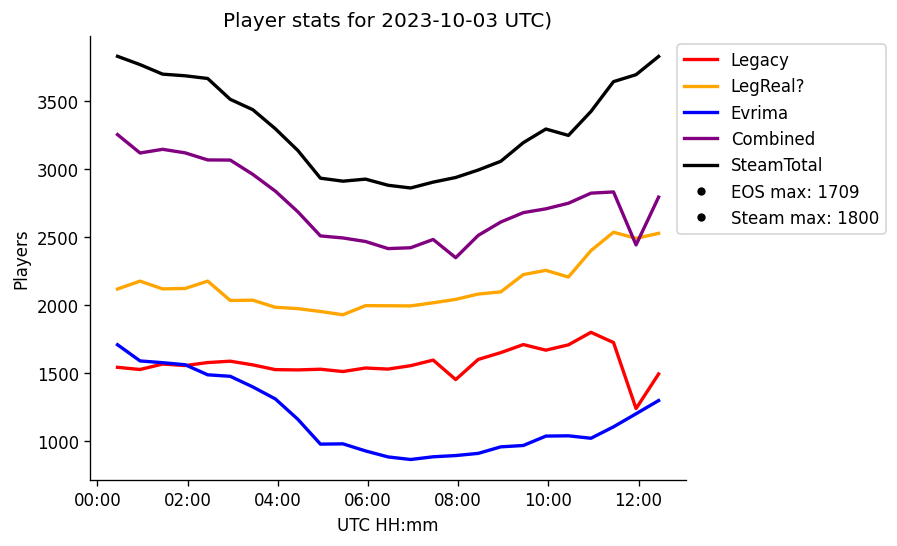 Player stats for 2023-10-03 UTC)
Legacy
LegReal?
Evrima
Combined
SteamTotal
EOS max: 1709
Steam max: 1800
Players
3500
3000
2500
2000
1500
1000
00:00 02:00 04:00 06:00 08:00 10:00 12:00
UTC HH:mm